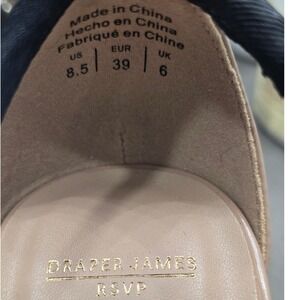 Made in China
Hecho en China
Fabriqué en Chine
US EUR UK
8.5 39 6
DRAPER JAMES
RSVP